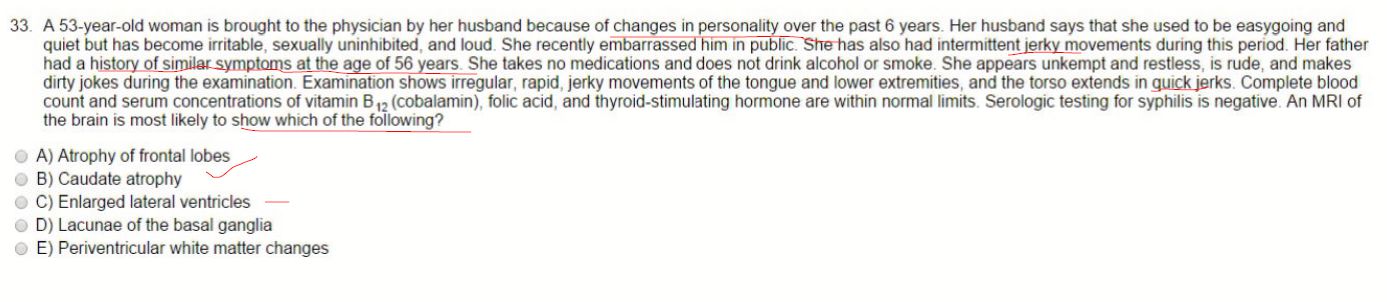 33. A 53-year-old woman is brought to the physician by her husband because of changes in personality over the past 6 years. Her husband says that she used to be easygoing and
quiet but has become irritable, sexually uninhibited, and loud. She recently embarrassed him in public. She has also had intermittent jerky movements during this period. Her father
had a history of similar symptoms at the age of 56 years. She takes no medications and does not drink alcohol or smoke. She appears unkempt and restless, is rude, and makes
dirty jokes during the examination. Examination shows irregular, rapid, jerky movements of the tongue and lower extremities, and the torso extends in quick jerks. Complete blood
count and serum concentrations of vitamin B12 (cobalamin), folic acid, and thyroid-stimulating hormone are within normal limits. Serologic testing for syphilis is negative. An MRI of
the brain is most likely to show which of the following?
A) Atrophy of frontal lobes
B) Caudate atrophy
C) Enlarged lateral ventricles
D) Lacunae of the basal ganglia
E) Periventricular white matter changes